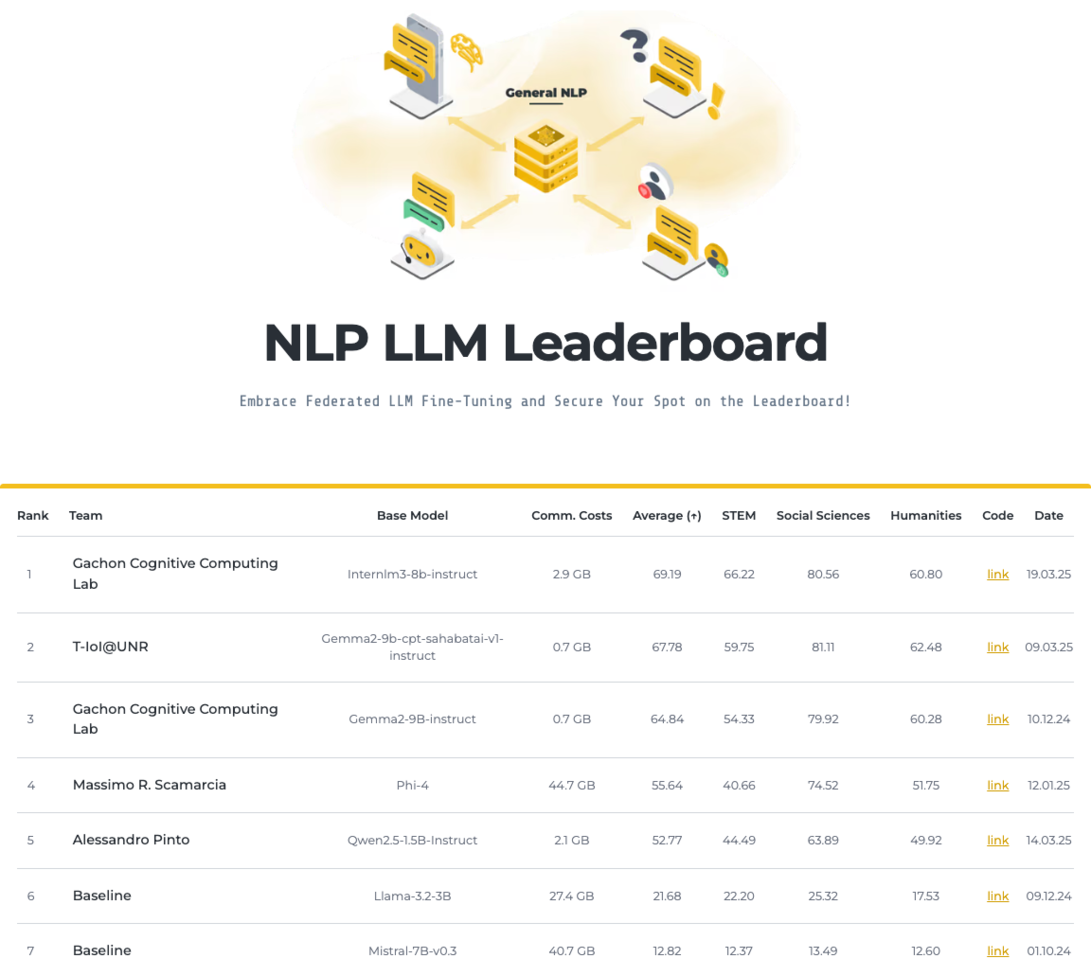 General NLP
NLP LLM Leaderboard
Embrace Federated LLM Fine-Tuning and Secure Your Spot on the Leaderboard!
Rank Team Base Model Comm. Costs Average (↑) STEM Social Sciences Humanities Code Date
1 Gachon Cognitive Computing Lab Internlm3-8b-instruct 2.9 GB 69.19 66.22 80.56 60.80 link 19.03.25
2 T-IoI@UNR Gemma2-9b-cpt-sahabatai-v1-instruct 0.7 GB 67.78 59.75 81.11 62.48 link 09.03.25
3 Gachon Cognitive Computing Lab Gemma2-9B-instruct 0.7 GB 64.84 54.33 79.92 60.28 link 10.12.24
4 Massimo R. Scamarcia Phi-4 44.7 GB 55.64 40.66 74.52 51.75 link 12.01.25
5 Alessandro Pinto Qwen2.5-1.5B-Instruct 2.1 GB 52.77 44.49 63.89 49.92 link 14.03.25
6 Baseline Llama-3.2-3B 27.4 GB 21.68 22.20 25.32 17.53 link 09.12.24
7 Baseline Mistral-7B-v0.3 40.7 GB 12.82 12.37 13.49 12.60 link 01.10.24